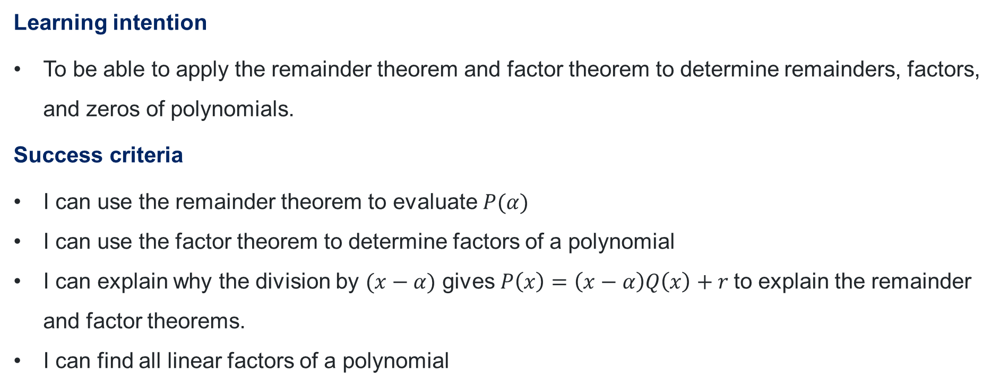 Learning intention
• To be able to apply the remainder theorem and factor theorem to determine remainders, factors,
and zeros of polynomials.
Success criteria
• I can use the remainder theorem to evaluate P(α)
• I can use the factor theorem to determine factors of a polynomial
• I can explain why the division by (x − α) gives P(x) = (x − α)Q(x) + r to explain the remainder
and factor theorems.
• I can find all linear factors of a polynomial